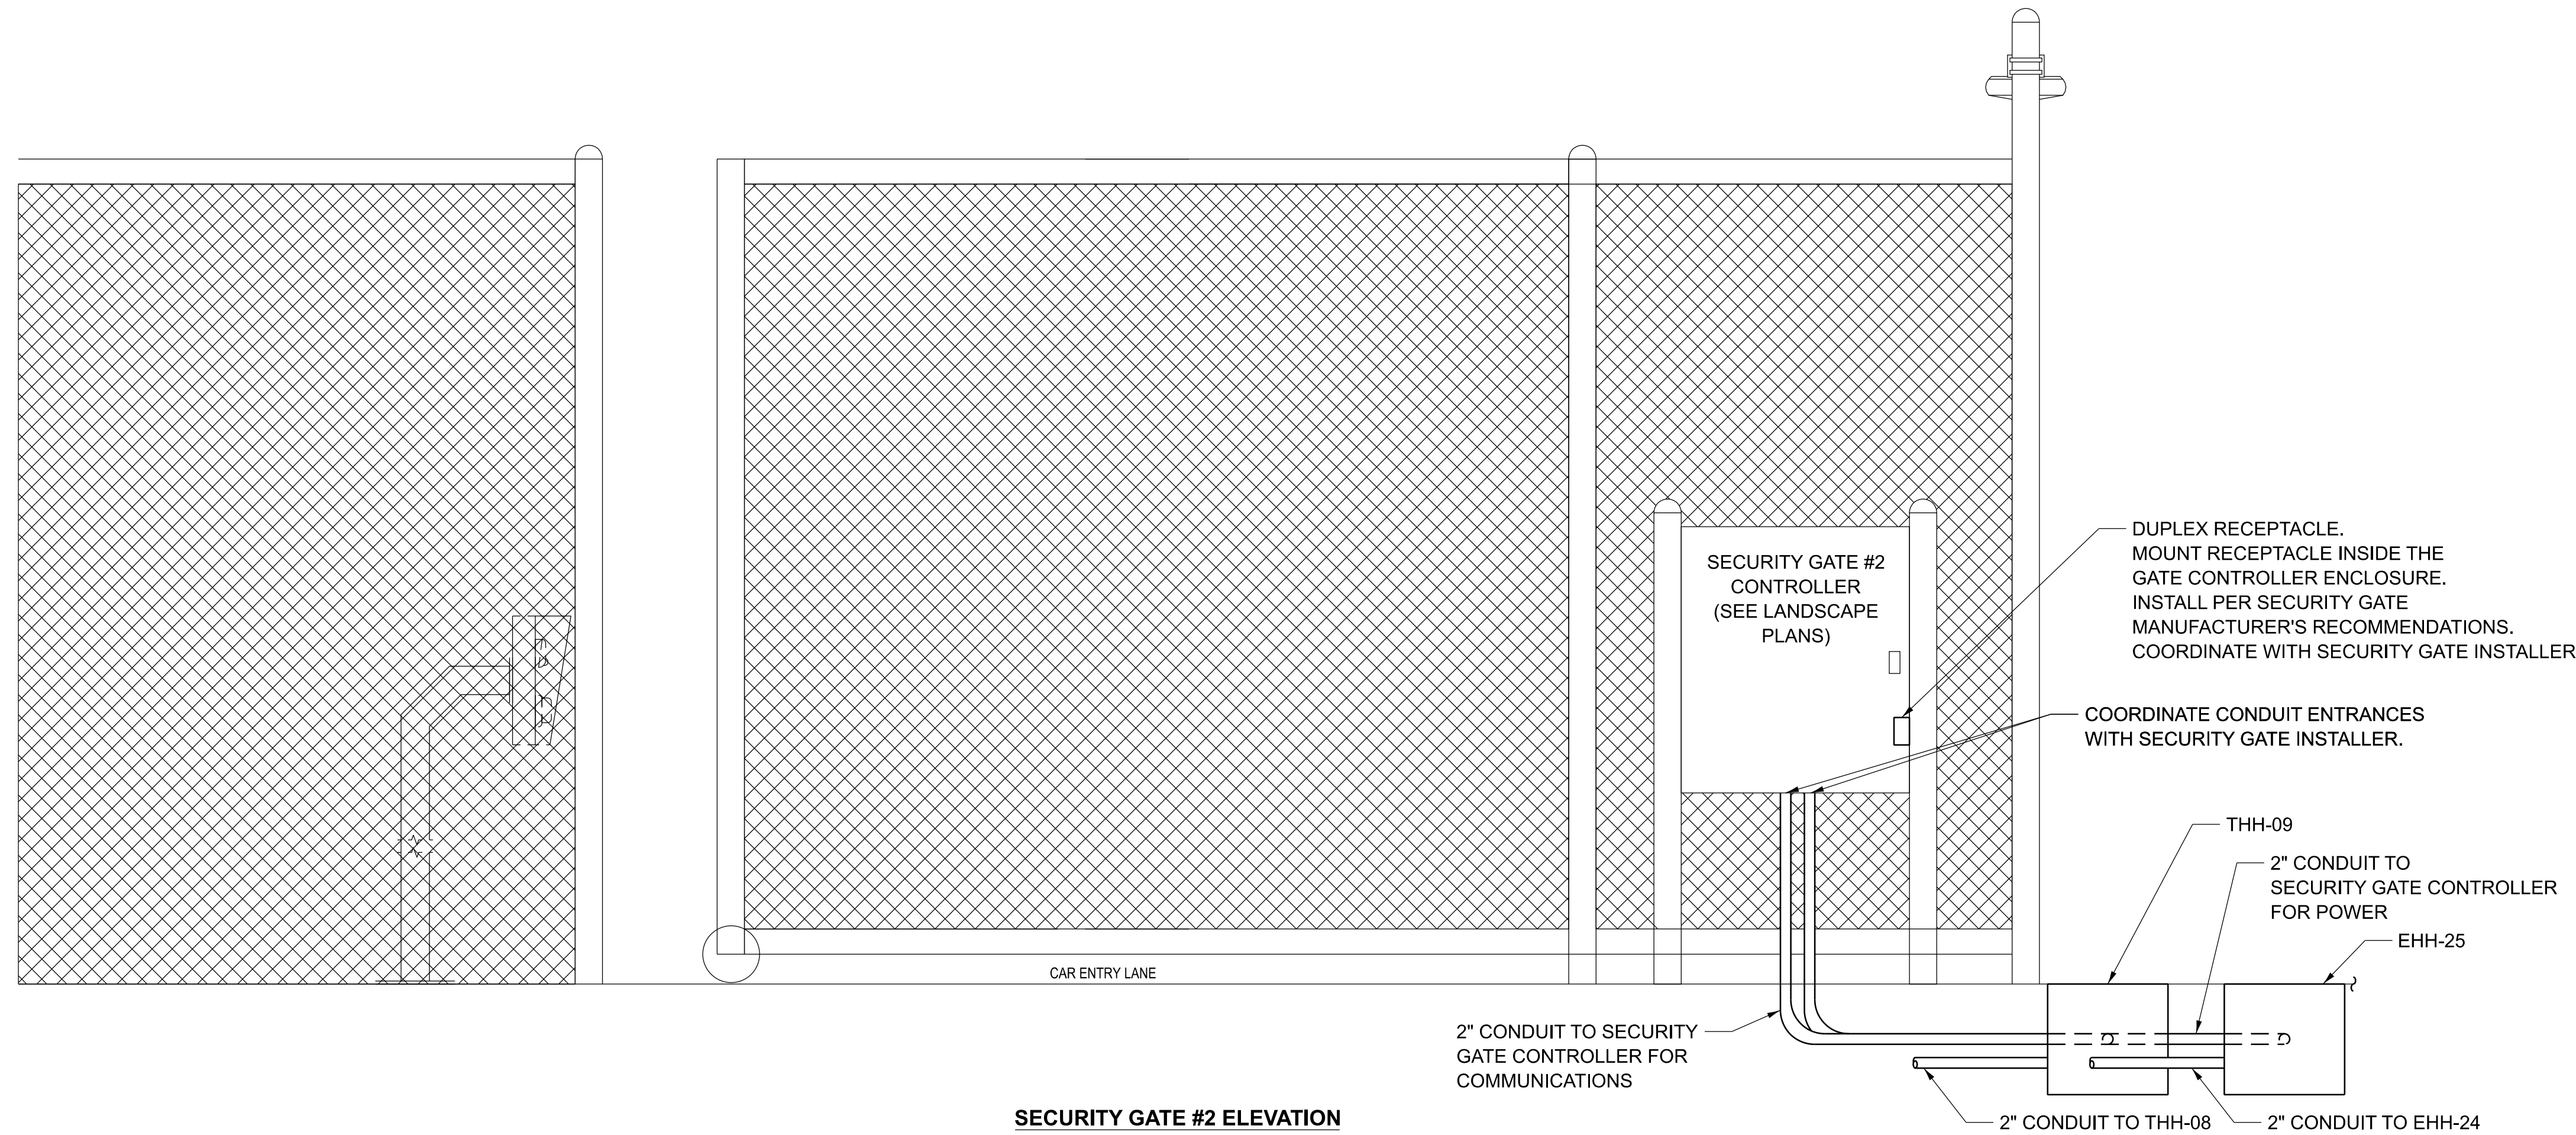 SECURITY GATE #2
CONTROLLER
(SEE LANDSCAPE
PLANS)
DUPLEX RECEPTACLE.
MOUNT RECEPTACLE INSIDE THE
GATE CONTROLLER ENCLOSURE.
INSTALL PER SECURITY GATE
MANUFACTURER'S RECOMMENDATIONS.
COORDINATE WITH SECURITY GATE INSTALLER
COORDINATE CONDUIT ENTRANCES
WITH SECURITY GATE INSTALLER.
THH-09
2" CONDUIT TO
SECURITY GATE CONTROLLER
FOR POWER
EHH-25
CAR ENTRY LANE
2" CONDUIT TO SECURITY
GATE CONTROLLER FOR
COMMUNICATIONS
2" CONDUIT TO THH-08
2" CONDUIT TO EHH-24
SECURITY GATE #2 ELEVATION